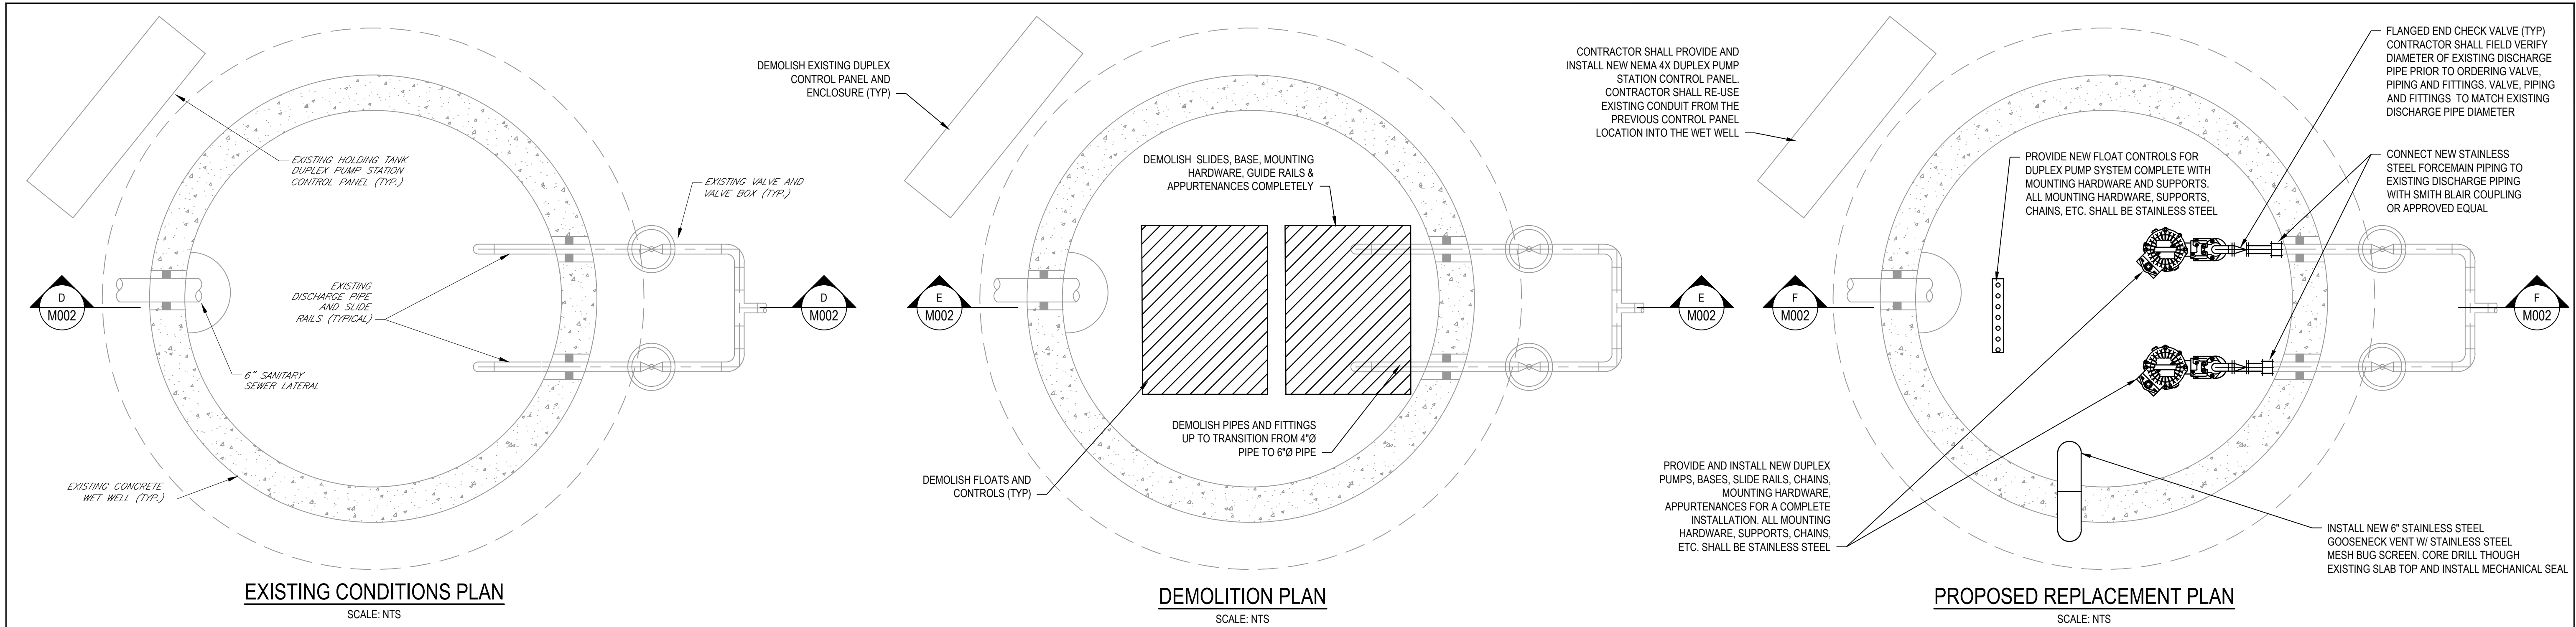 EXISTING HOLDING TANK
DUPLEX PUMP STATION
CONTROL PANEL (TYP.)
EXISTING VALVE AND
VALVE BOX (TYP.)
EXISTING
DISCHARGE PIPE
AND SLIDE
RAILS (TYPICAL)
D
M002
D
M002
6" SANITARY
SEWER LATERAL
EXISTING CONCRETE
WET WELL (TYP.)
EXISTING CONDITIONS PLAN
SCALE: NTS
DEMOLISH EXISTING DUPLEX
CONTROL PANEL AND
ENCLOSURE (TYP)
DEMOLISH SLIDES, BASE, MOUNTING
HARDWARE, GUIDE RAILS &
APPURTENANCES COMPLETELY
E
M002
E
M002
DEMOLISH PIPES AND FITTINGS
UP TO TRANSITION FROM 4"Ø
PIPE TO 6"Ø PIPE
DEMOLISH FLOATS AND
CONTROLS (TYP)
DEMOLITION PLAN
SCALE: NTS
CONTRACTOR SHALL PROVIDE AND
INSTALL NEW NEMA 4X DUPLEX PUMP
STATION CONTROL PANEL.
CONTRACTOR SHALL RE-USE
EXISTING CONDUIT FROM THE
PREVIOUS CONTROL PANEL
LOCATION INTO THE WET WELL
FLANGED END CHECK VALVE (TYP)
CONTRACTOR SHALL FIELD VERIFY
DIAMETER OF EXISTING DISCHARGE
PIPE PRIOR TO ORDERING VALVE,
PIPING AND FITTINGS. VALVE, PIPING
AND FITTINGS TO MATCH EXISTING
DISCHARGE PIPE DIAMETER
PROVIDE NEW FLOAT CONTROLS FOR
DUPLEX PUMP SYSTEM COMPLETE WITH
MOUNTING HARDWARE AND SUPPORTS.
ALL MOUNTING HARDWARE, SUPPORTS,
CHAINS, ETC. SHALL BE STAINLESS STEEL
CONNECT NEW STAINLESS
STEEL FORCEMAIN PIPING TO
EXISTING DISCHARGE PIPING
WITH SMITH BLAIR COUPLING
OR APPROVED EQUAL
F
M002
F
M002
PROVIDE AND INSTALL NEW DUPLEX
PUMPS, BASES, SLIDE RAILS, CHAINS,
MOUNTING HARDWARE,
APPURTENANCES FOR A COMPLETE
INSTALLATION. ALL MOUNTING
HARDWARE, SUPPORTS, CHAINS,
ETC. SHALL BE STAINLESS STEEL
INSTALL NEW 6" STAINLESS STEEL
GOOSENECK VENT W/ STAINLESS STEEL
MESH BUG SCREEN. CORE DRILL THOUGH
EXISTING SLAB TOP AND INSTALL MECHANICAL SEAL
PROPOSED REPLACEMENT PLAN
SCALE: NTS